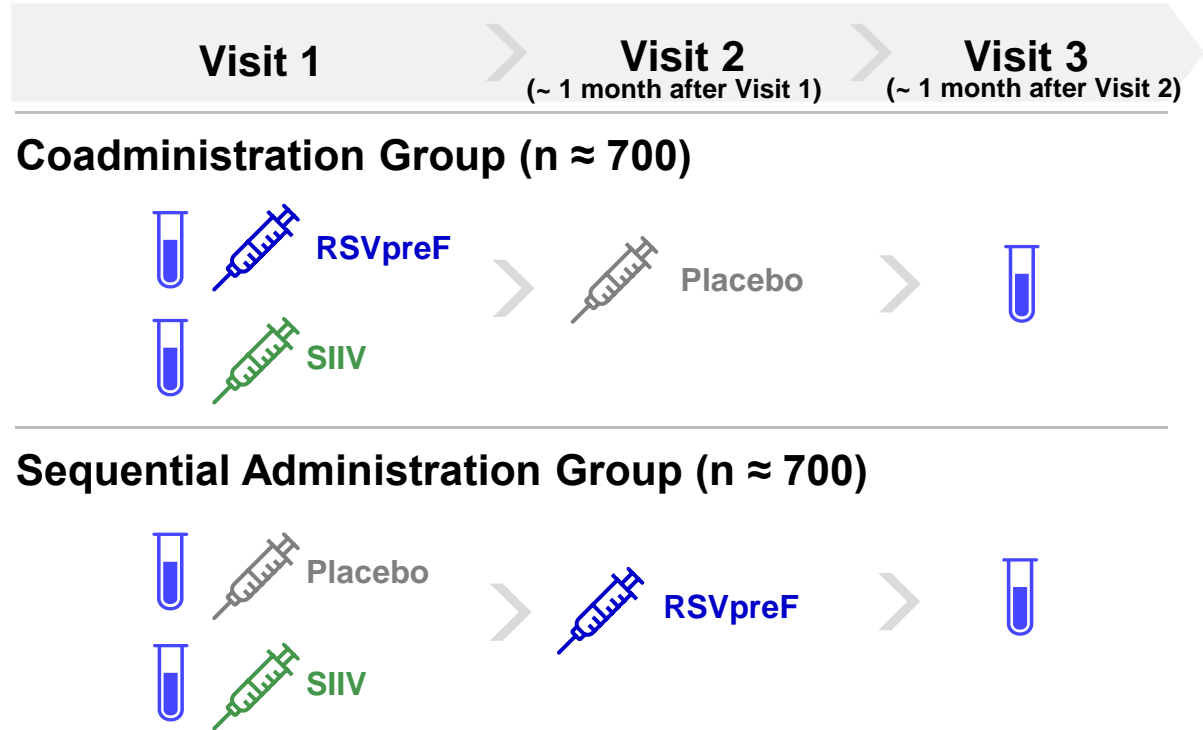 Visit 1
Visit 2
(~ 1 month after Visit 1)
Visit 3
(~ 1 month after Visit 2)
Coadministration Group (n ≈ 700)
RSVpreF
Placebo
SIIV
Sequential Administration Group (n ≈ 700)
Placebo
RSVpreF
SIIV